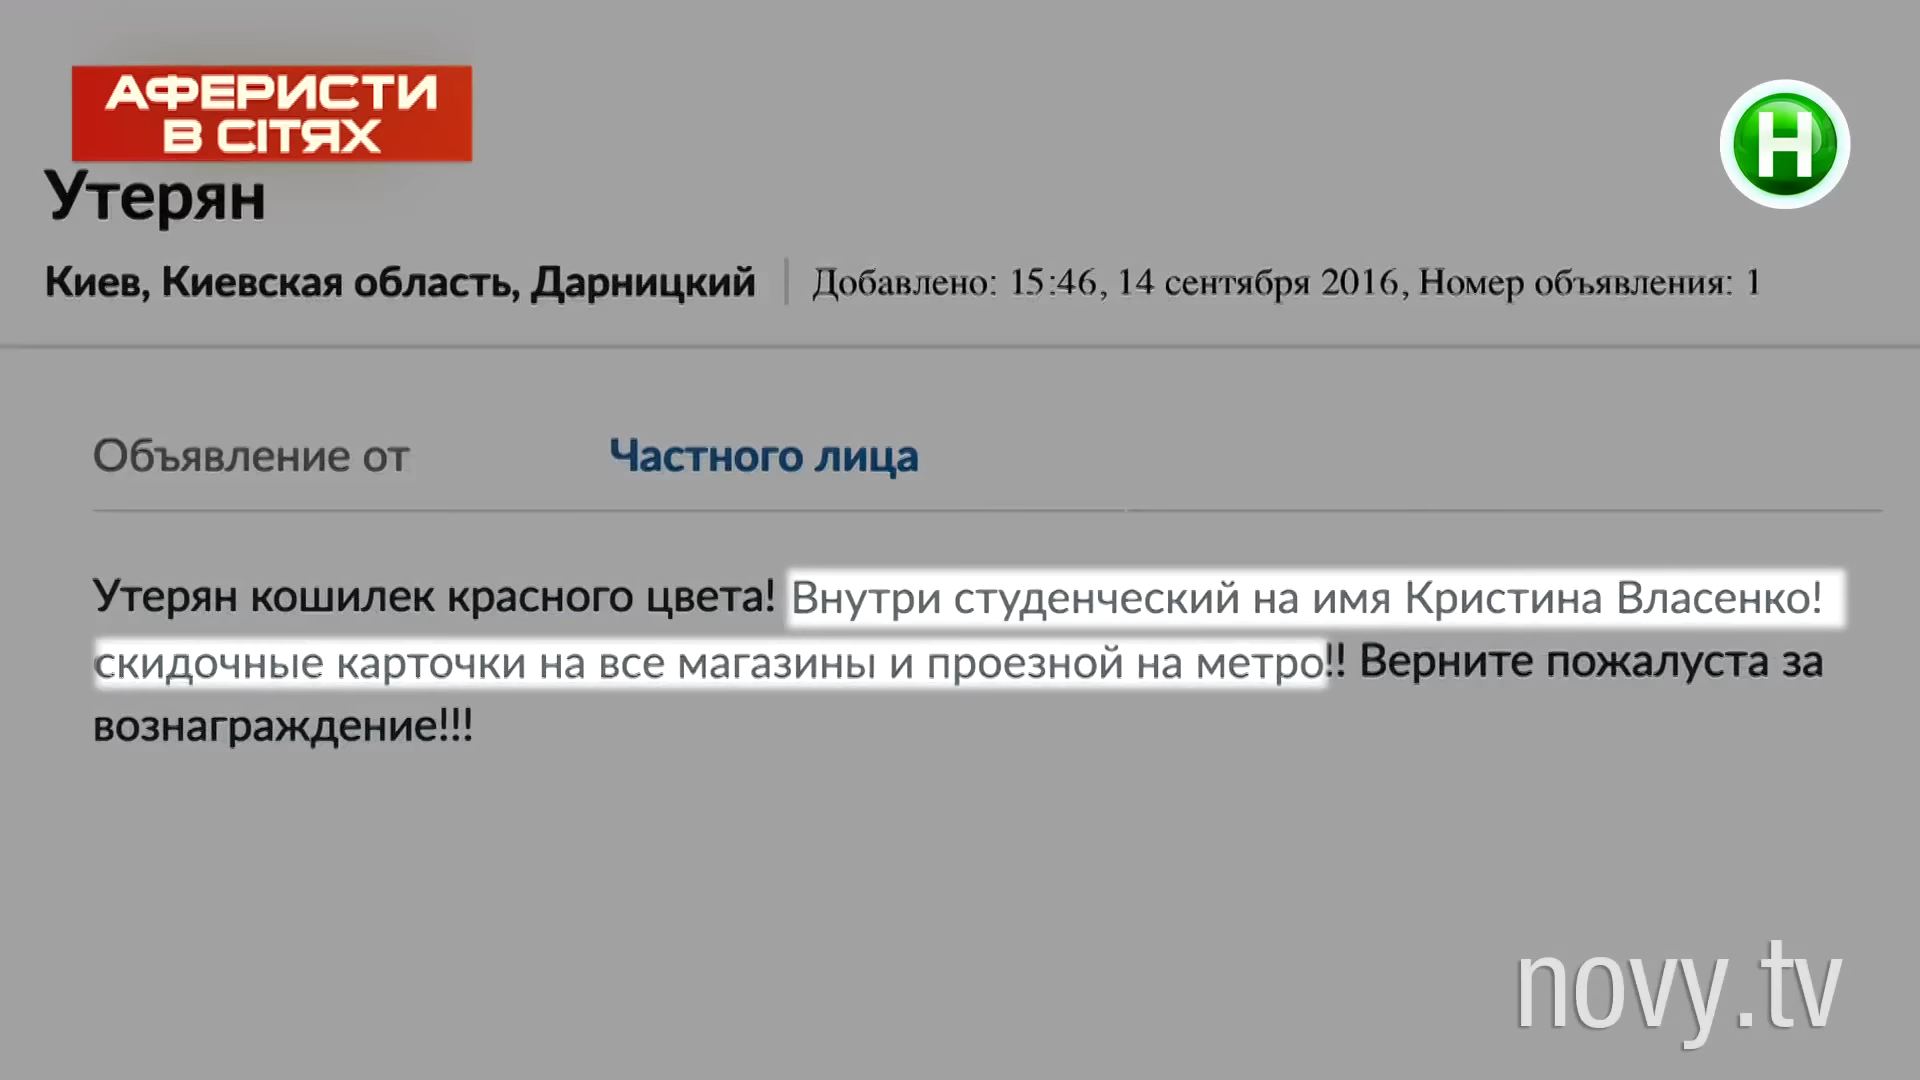 АФЕРИСТИ
В СІТЯХ
Н
Утерян
Киев, Киевская область, Дарницкий Добавлено: 15:46, 14 сентября 2016, Номер объявления: 1
Объявление от Частного лица
Утерян кошилек красного цвета! Внутри студенческий на имя Кристина Власенко!
скидочные карточки на все магазины и проезной на метро!! Верните пожалуста за
вознаграждение!!!
novy.tv